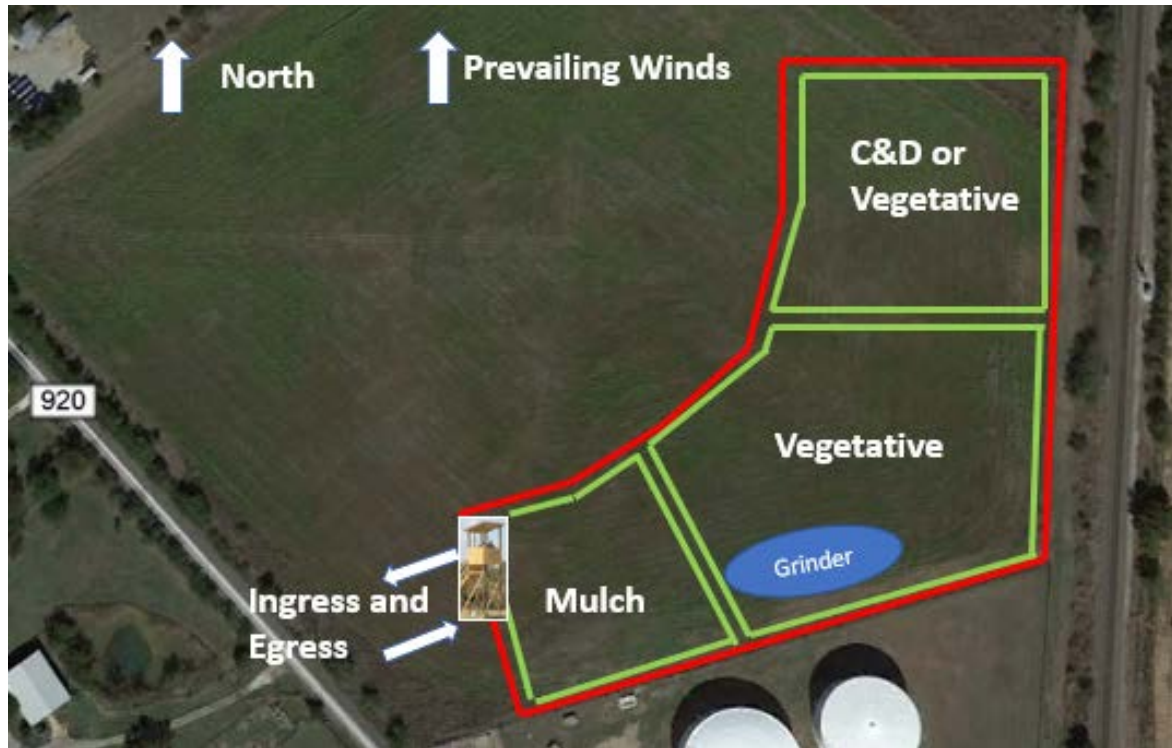 North
Prevailing Winds
C&D or
Vegetative
920
Vegetative
Grinder
Ingress and
Egress
Mulch